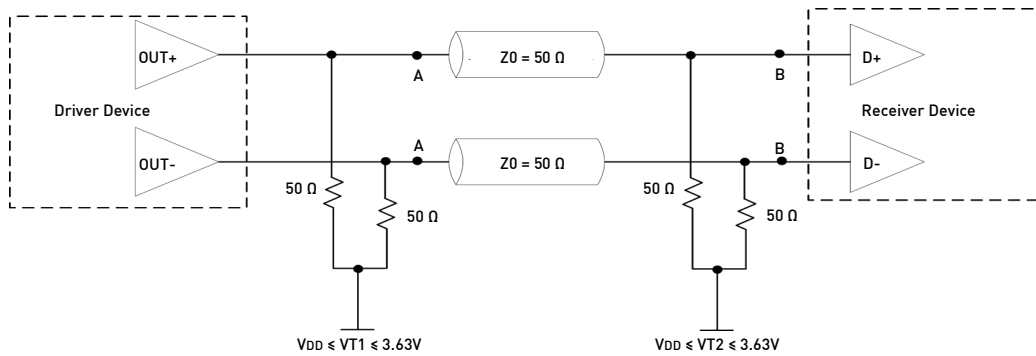 OUT+
A
Z0 = 50 Ω
B
D+
Driver Device
Receiver Device
OUT-
A
Z0 = 50 Ω
B
D-
50 Ω
50 Ω
50 Ω
50 Ω
VDD ≤ VT1 ≤ 3.63V
VDD ≤ VT2 ≤ 3.63V